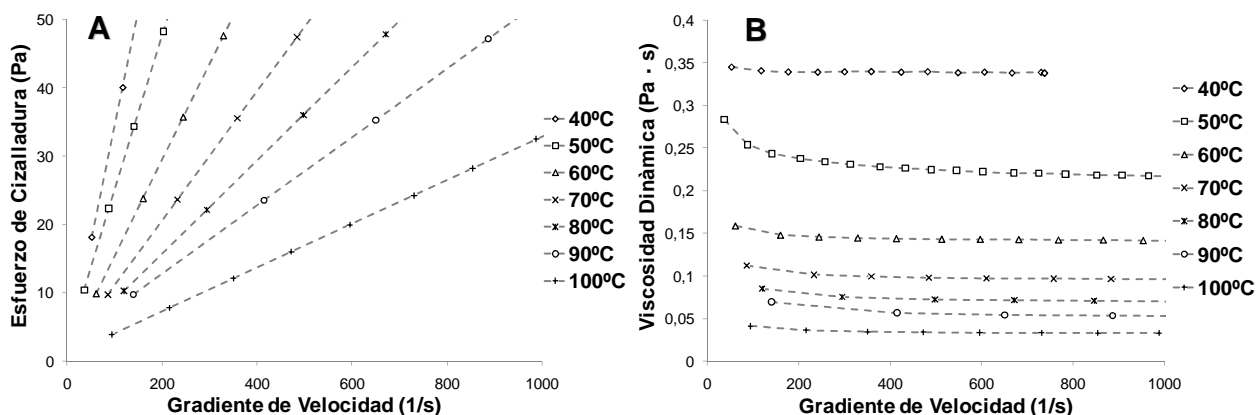 A
50
40
30
20
10
0
Esfuerzo de Cizalladura (Pa)
0 200 400 600 800 1000
Gradiente de Velocidad (1/s)
40ºC
50ºC
60ºC
70ºC
80ºC
90ºC
100ºC
B
0,4
0,35
0,3
0,25
0,2
0,15
0,1
0,05
0
Viscosidad Dinàmica (Pa · s)
0 200 400 600 800 1000
Gradiente de Velocidad (1/s)
40ºC
50ºC
60ºC
70ºC
80ºC
90ºC
100ºC